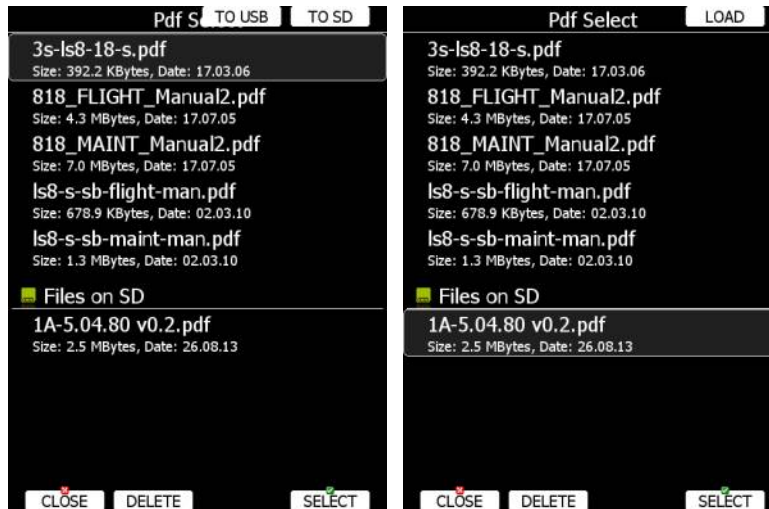 Pdf S
TO USB
TO SD
3s-ls8-18-s.pdf
Size: 392.2 KBytes, Date: 17.03.06
818_FLIGHT_Manual2.pdf
Size: 4.3 MBytes, Date: 17.07.05
818_MAINT_Manual2.pdf
Size: 7.0 MBytes, Date: 17.07.05
ls8-s-sb-flight-man.pdf
Size: 678.9 KBytes, Date: 02.03.10
ls8-s-sb-maint-man.pdf
Size: 1.3 MBytes, Date: 02.03.10
Files on SD
1A-5.04.80 v0.2.pdf
Size: 2.5 MBytes, Date: 26.08.13
CLOSE
DELETE
SELECT
Pdf Select
LOAD
3s-ls8-18-s.pdf
Size: 392.2 KBytes, Date: 17.03.06
818_FLIGHT_Manual2.pdf
Size: 4.3 MBytes, Date: 17.07.05
818_MAINT_Manual2.pdf
Size: 7.0 MBytes, Date: 17.07.05
ls8-s-sb-flight-man.pdf
Size: 678.9 KBytes, Date: 02.03.10
ls8-s-sb-maint-man.pdf
Size: 1.3 MBytes, Date: 02.03.10
Files on SD
1A-5.04.80 v0.2.pdf
Size: 2.5 MBytes, Date: 26.08.13
CLOSE
DELETE
SELECT